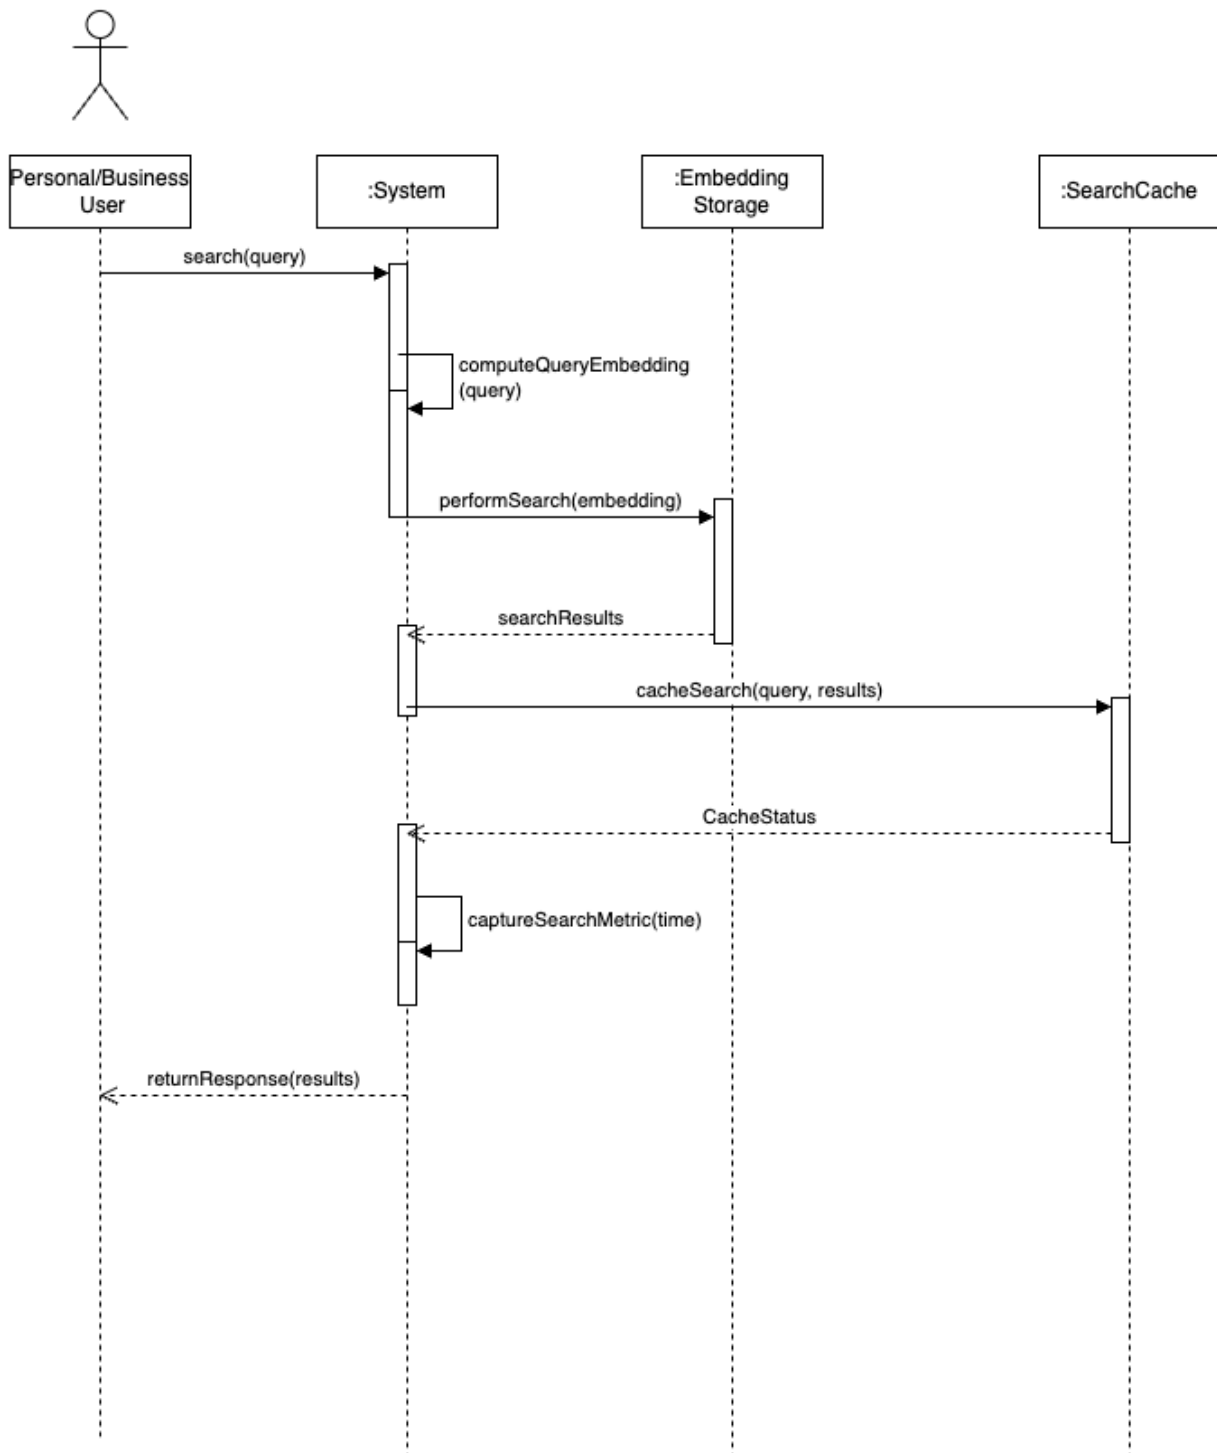 Personal/Business
User
:System
:Embedding
Storage
:SearchCache
search(query)
computeQueryEmbedding
(query)
performSearch(embedding)
searchResults
cacheSearch(query, results)
CacheStatus
captureSearchMetric(time)
returnResponse(results)